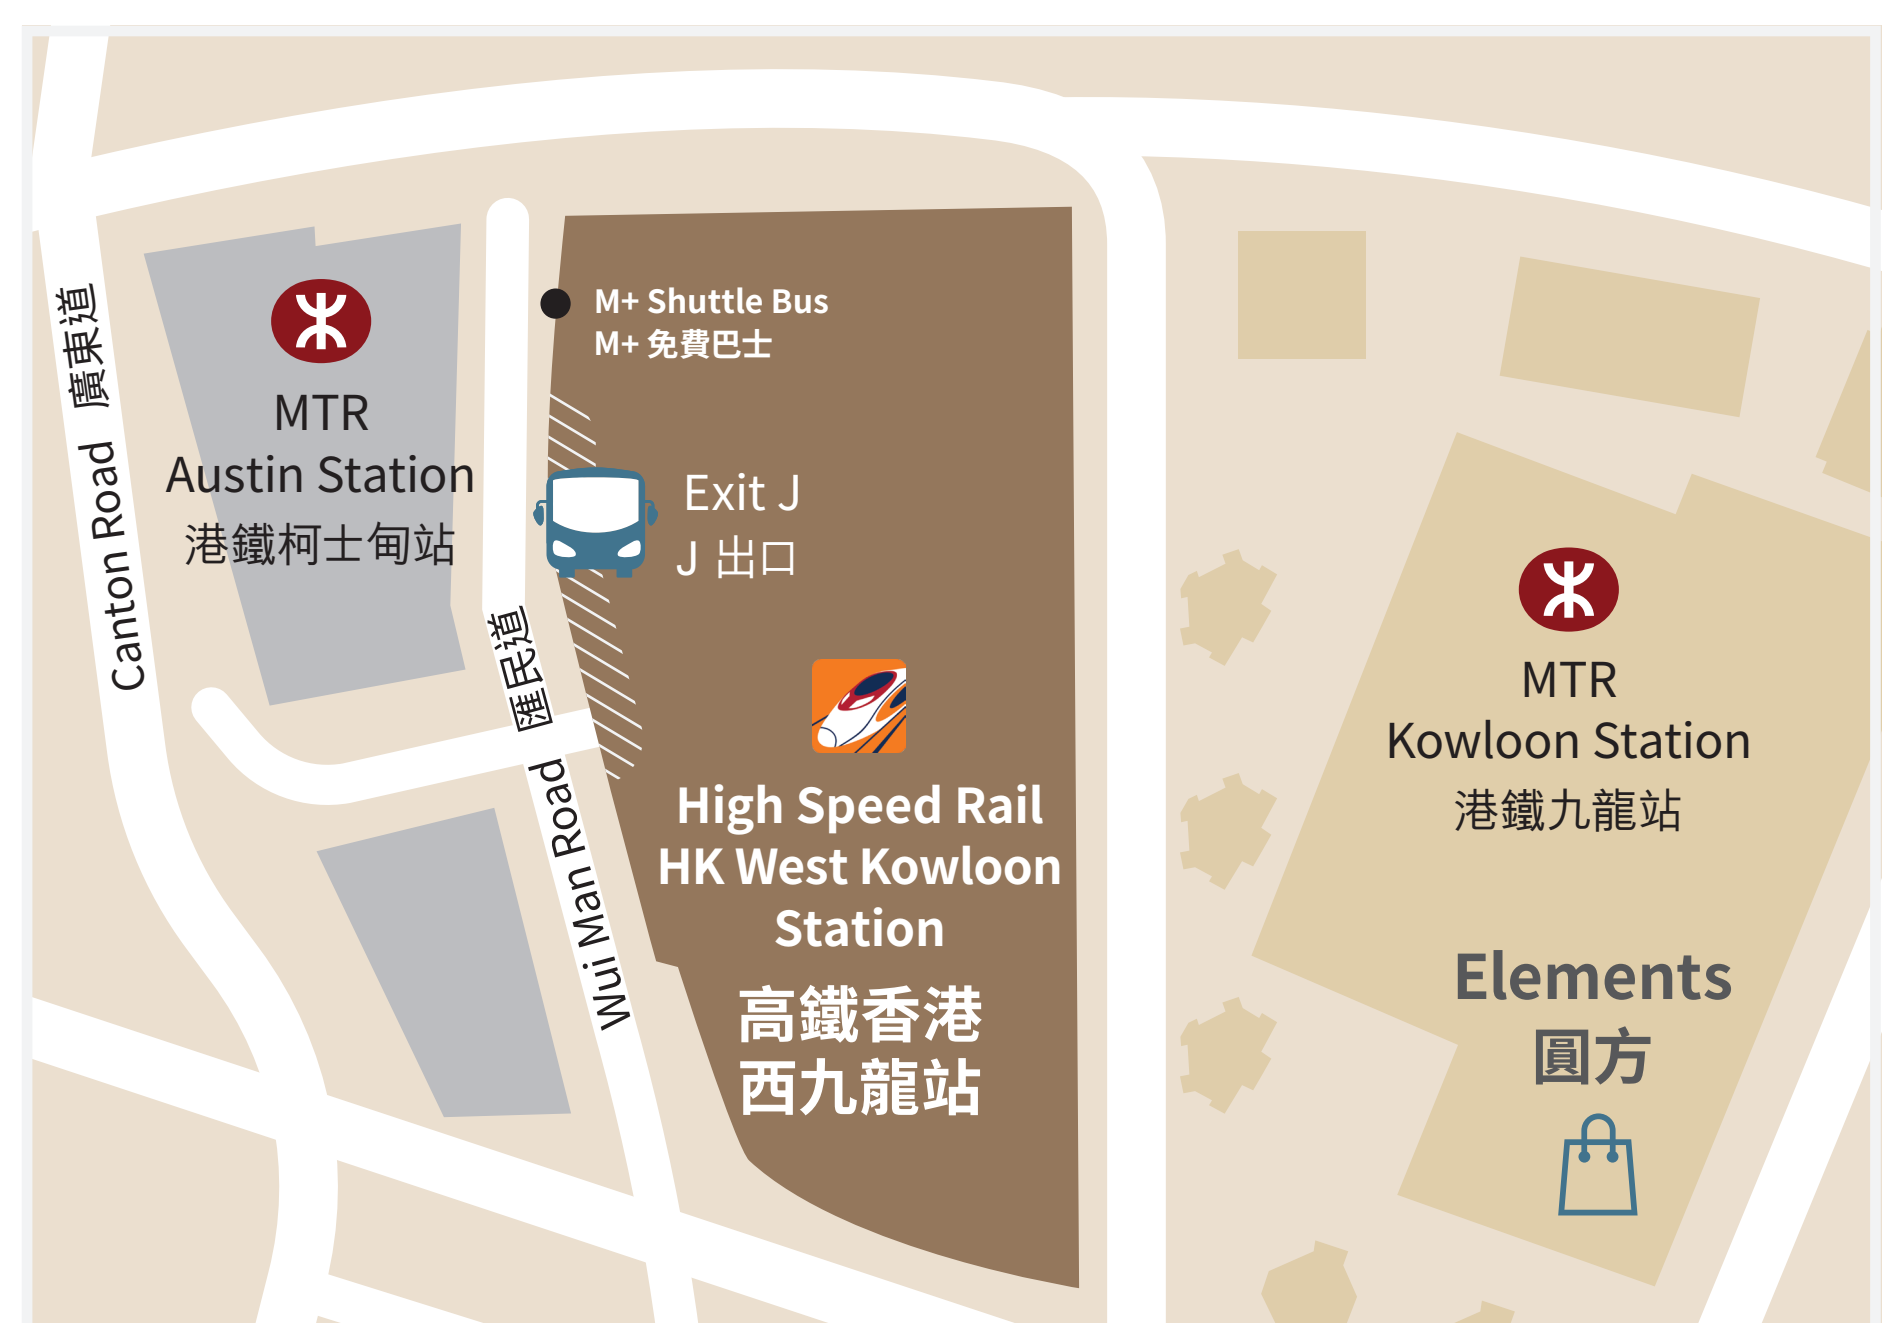 廣東道
Canton Road
MTR
Austin Station
港鐵柯士甸站
M+ Shuttle Bus
M+ 免費巴士
Exit J
J 出口
匯民道
Wui Man Road
High Speed Rail
HK West Kowloon
Station
高鐵香港
西九龍站
MTR
Kowloon Station
港鐵九龍站
Elements
圓方